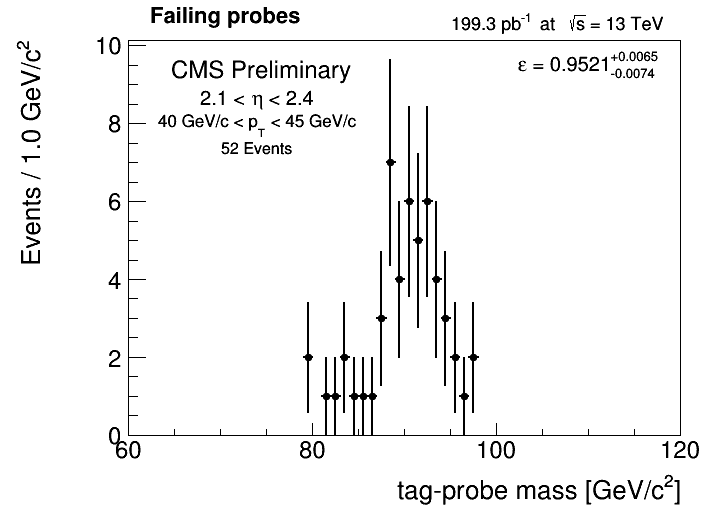 Failing probes
199.3 pb⁻¹ at √s = 13 TeV
CMS Preliminary
ε = 0.9521 +0.0065 -0.0074
2.1 < η < 2.4
40 GeV/c < p_T < 45 GeV/c
52 Events
Events / 1.0 GeV/c²
10
8
6
4
2
0
60 80 100 120
tag-probe mass [GeV/c²]